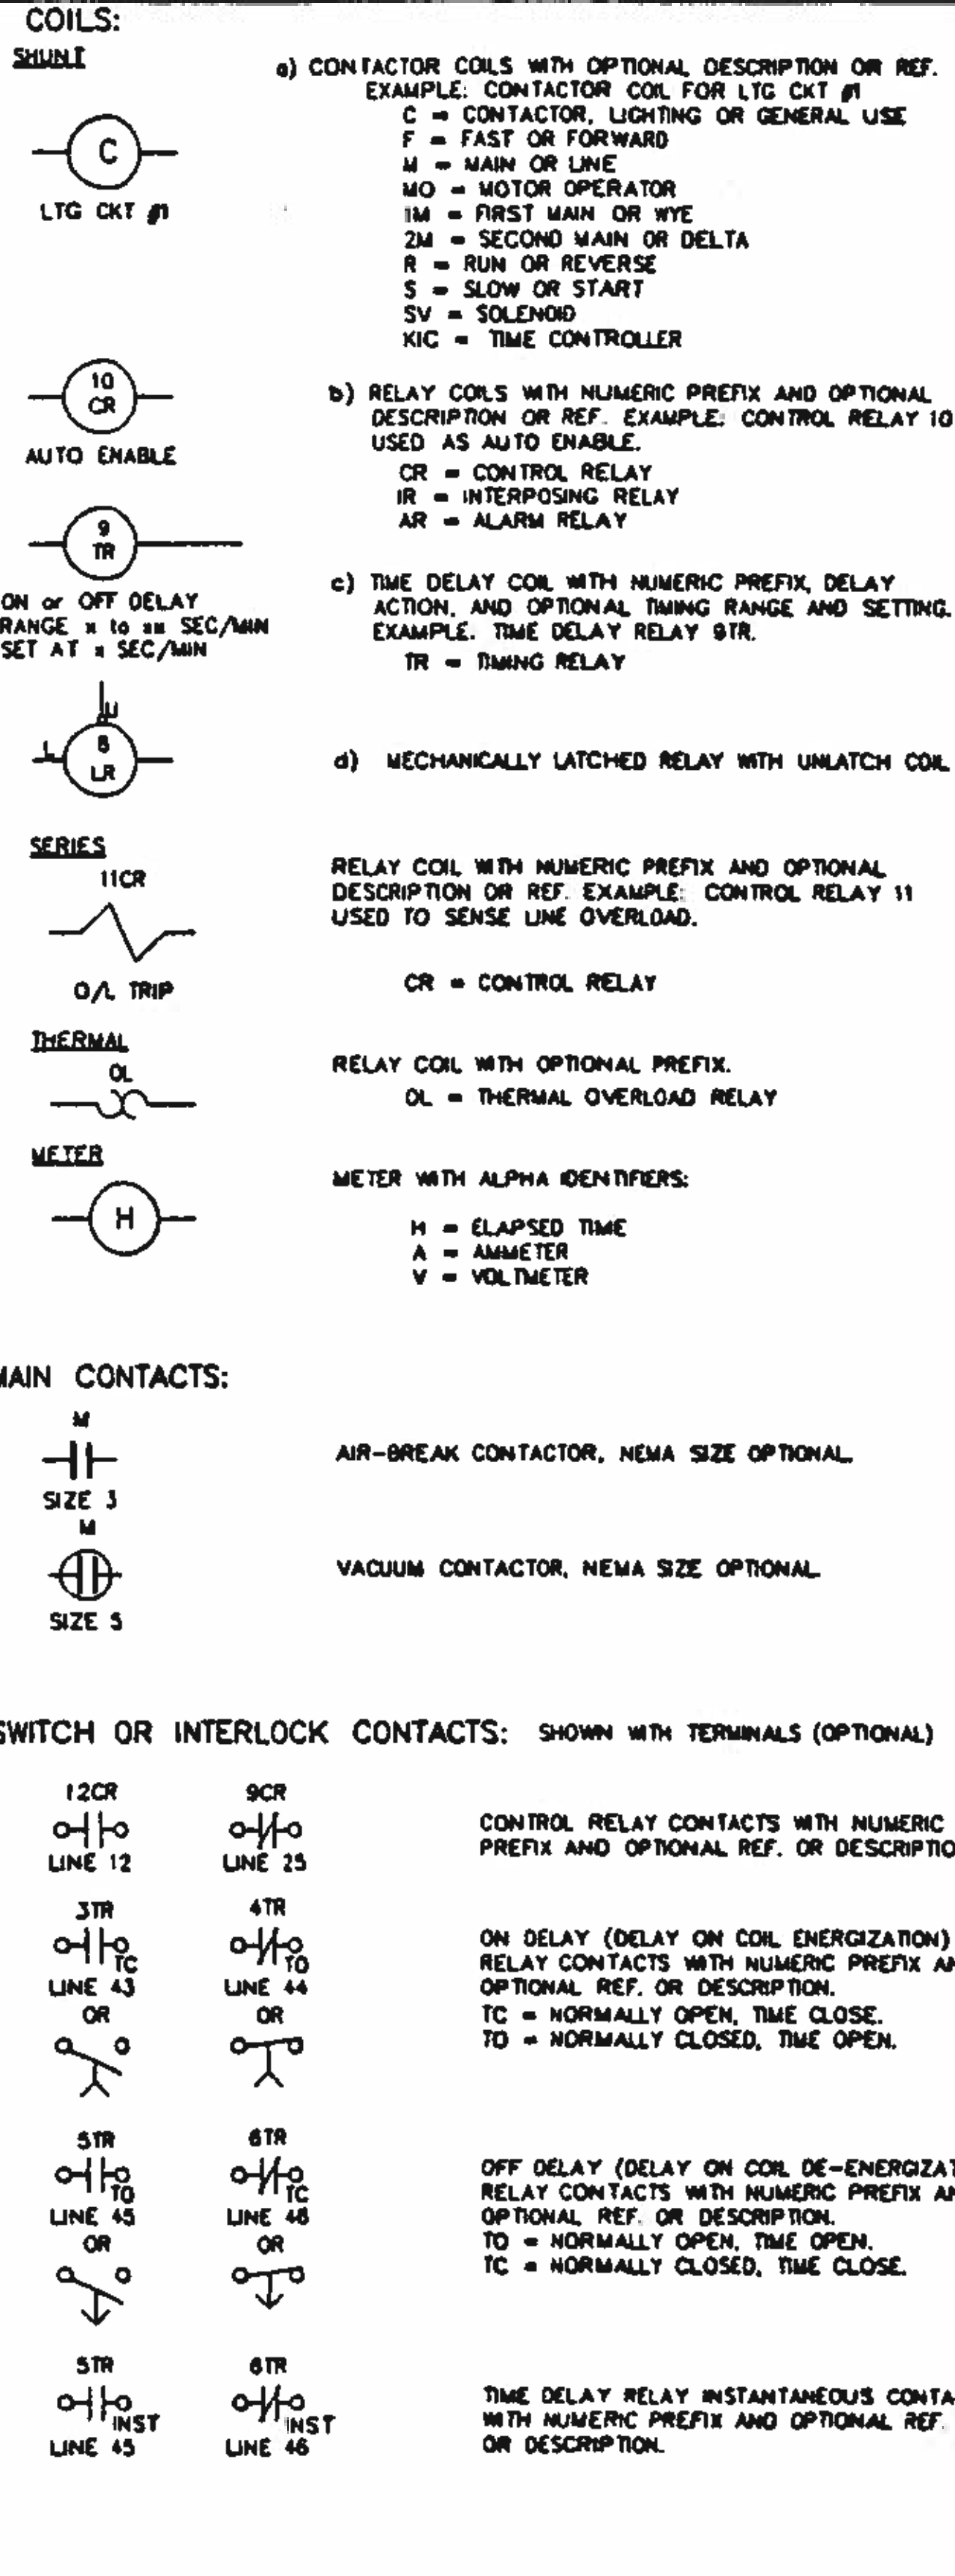 COILS:
SHUNT
C
LTG CKT #1
a) CONTACTOR COILS WITH OPTIONAL DESCRIPTION OR REF.
EXAMPLE: CONTACTOR COIL FOR LTG CKT #1
C = CONTACTOR, LIGHTING OR GENERAL USE
F = FAST OR FORWARD
M = MAIN OR LINE
MO = MOTOR OPERATOR
1M = FIRST MAIN OR WYE
2M = SECOND MAIN OR DELTA
R = RUN OR REVERSE
S = SLOW OR START
SV = SOLENOID
KIC = TIME CONTROLLER
10
CR
AUTO ENABLE
b) RELAY COILS WITH NUMERIC PREFIX AND OPTIONAL
DESCRIPTION OR REF. EXAMPLE: CONTROL RELAY 10
USED AS AUTO ENABLE.
CR = CONTROL RELAY
IR = INTERPOSING RELAY
AR = ALARM RELAY
9
TR
ON or OFF DELAY
RANGE x to xx SEC/MIN
SET AT x SEC/MIN
c) TIME DELAY COIL WITH NUMERIC PREFIX, DELAY
ACTION, AND OPTIONAL TIMING RANGE AND SETTING.
EXAMPLE. TIME DELAY RELAY 9TR.
TR = TIMING RELAY
U
L
8
LR
d) MECHANICALLY LATCHED RELAY WITH UNLATCH COIL
SERIES
11CR
O/L TRIP
RELAY COIL WITH NUMERIC PREFIX AND OPTIONAL
DESCRIPTION OR REF. EXAMPLE: CONTROL RELAY 11
USED TO SENSE LINE OVERLOAD.
CR = CONTROL RELAY
THERMAL
OL
RELAY COIL WITH OPTIONAL PREFIX.
OL = THERMAL OVERLOAD RELAY
METER
H
METER WITH ALPHA IDENTIFIERS:
H = ELAPSED TIME
A = AMMETER
V = VOLTMETER
MAIN CONTACTS:
M
SIZE 3
AIR-BREAK CONTACTOR, NEMA SIZE OPTIONAL.
M
SIZE 5
VACUUM CONTACTOR, NEMA SIZE OPTIONAL
SWITCH OR INTERLOCK CONTACTS: SHOWN WITH TERMINALS (OPTIONAL)
12CR 9CR
LINE 12 LINE 25
CONTROL RELAY CONTACTS WITH NUMERIC
PREFIX AND OPTIONAL REF. OR DESCRIPTIO
3TR 4TR
TC TO
LINE 43 LINE 44
OR OR
ON DELAY (DELAY ON COIL ENERGIZATION)
RELAY CONTACTS WITH NUMERIC PREFIX AN
OPTIONAL REF. OR DESCRIPTION.
TC = NORMALLY OPEN, TIME CLOSE.
TO = NORMALLY CLOSED, TIME OPEN.
5TR 6TR
TO TC
LINE 45 LINE 46
OR OR
OFF DELAY (DELAY ON COIL DE-ENERGIZAT
RELAY CONTACTS WITH NUMERIC PREFIX AN
OPTIONAL REF. OR DESCRIPTION.
TO = NORMALLY OPEN, TIME OPEN.
TC = NORMALLY CLOSED, TIME CLOSE.
5TR 6TR
INST INST
LINE 45 LINE 46
TIME DELAY RELAY INSTANTANEOUS CONTA
WITH NUMERIC PREFIX AND OPTIONAL REF.
OR DESCRIPTION.